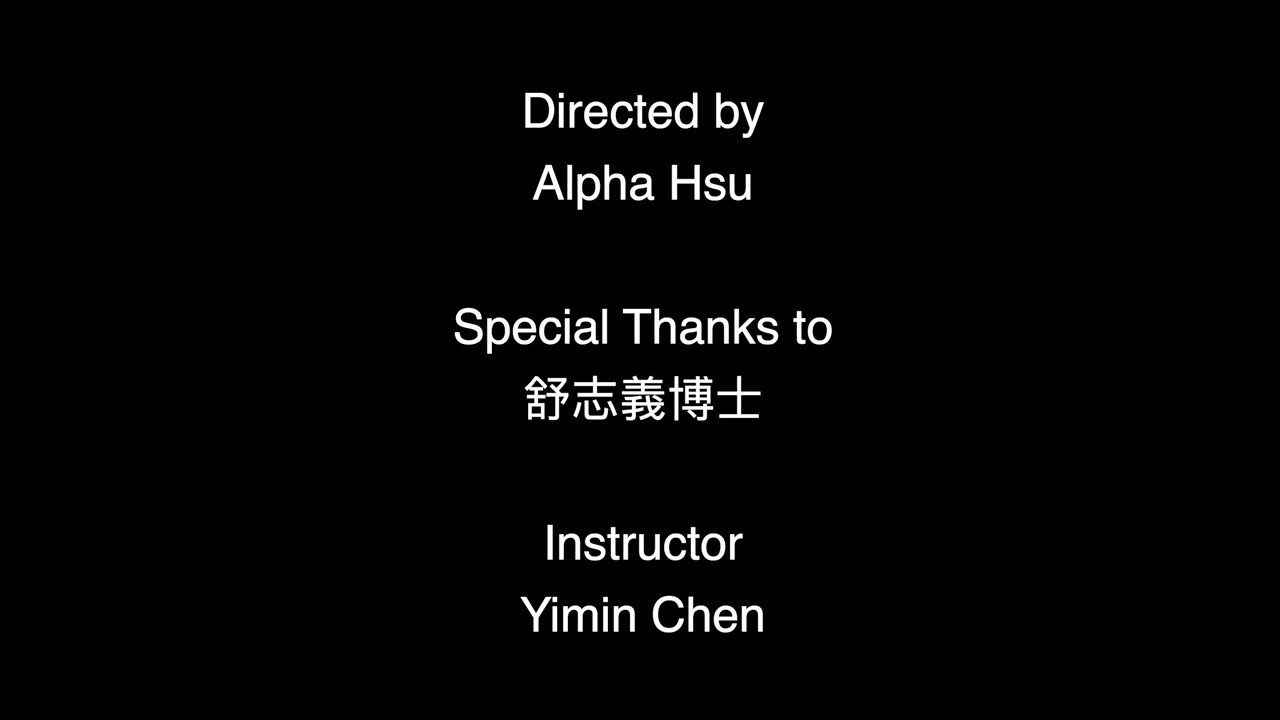 Directed by
Alpha Hsu
Special Thanks to
舒志義博士
Instructor
Yimin Chen